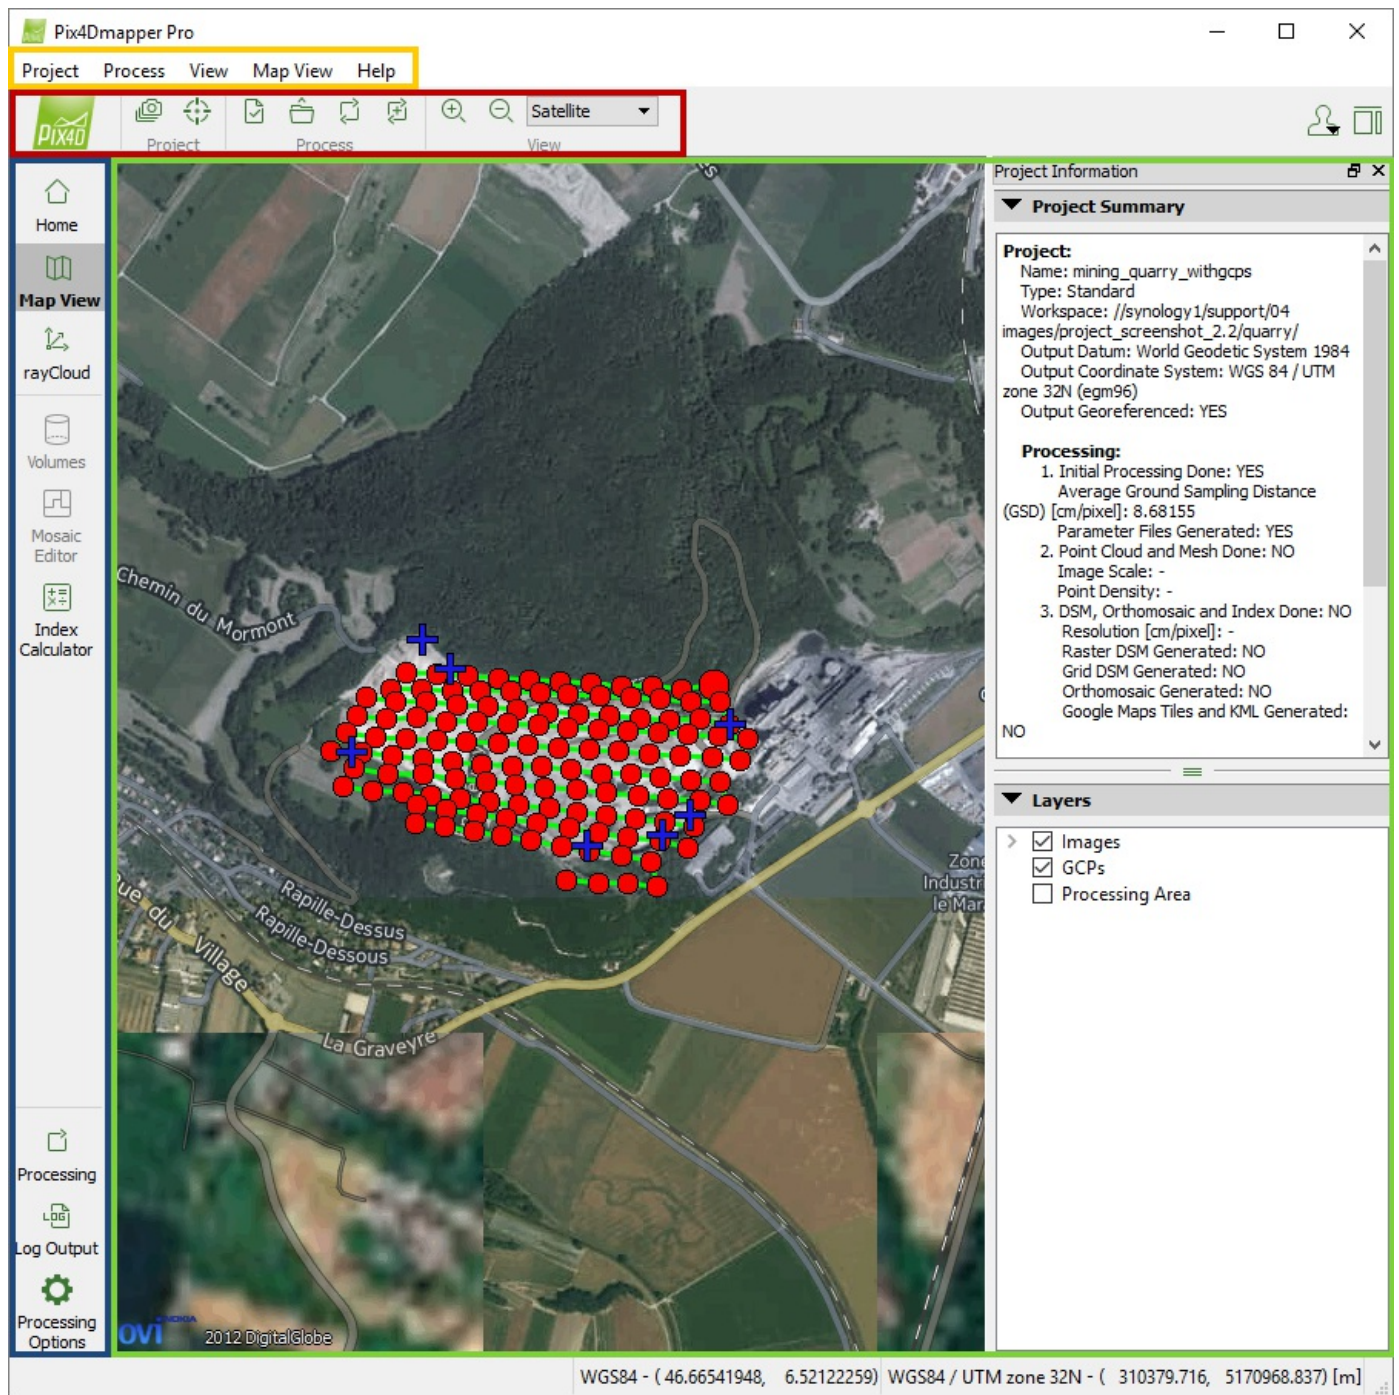 Pix4Dmapper Pro
Project Process View Map View Help
PIX4D
Satellite
Project
Process
View
Home
Map View
rayCloud
Volumes
Mosaic
Editor
Index
Calculator
Processing
LOG
Log Output
Processing
Options
Chemin du Mormont
Rapille-Dessus
Rapille-Dessous
Rue du Village
La Graveyre
Zone
Industr
le Mar
ovi
NOKIA
2012 DigitalGlobe
Project Information
Project Summary
Project:
Name: mining_quarry_withgcps
Type: Standard
Workspace: //synology1/support/04
images/project_screenshot_2.2/quarry/
Output Datum: World Geodetic System 1984
Output Coordinate System: WGS 84 / UTM
zone 32N (egm96)
Output Georeferenced: YES
Processing:
1. Initial Processing Done: YES
Average Ground Sampling Distance
(GSD) [cm/pixel]: 8.68155
Parameter Files Generated: YES
2. Point Cloud and Mesh Done: NO
Image Scale: -
Point Density: -
3. DSM, Orthomosaic and Index Done: NO
Resolution [cm/pixel]: -
Raster DSM Generated: NO
Grid DSM Generated: NO
Orthomosaic Generated: NO
Google Maps Tiles and KML Generated:
NO
Layers
Images
GCPs
Processing Area
WGS84 - ( 46.66541948, 6.52122259) WGS84 / UTM zone 32N - ( 310379.716, 5170968.837) [m]